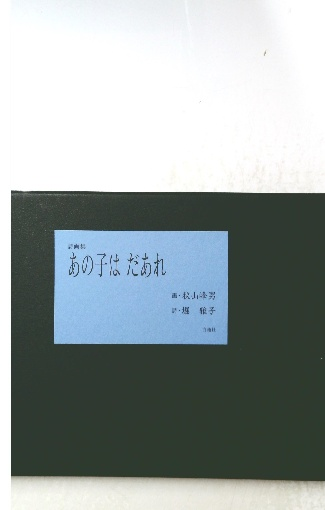 詩画集
あの子は だあれ
画・秋山泰男
詩・堀 雅子